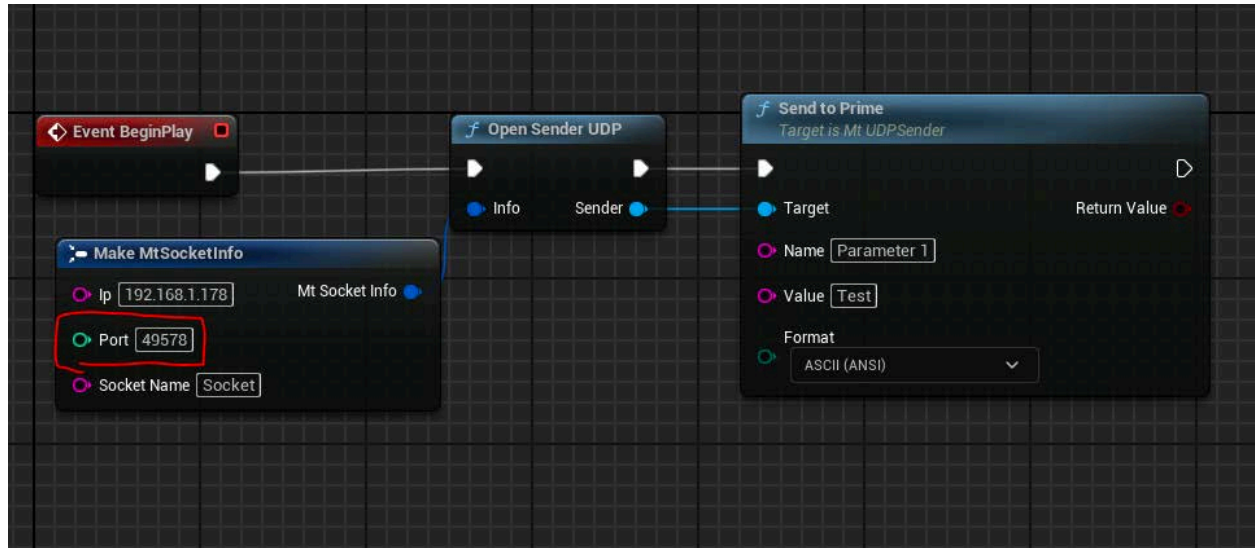 Event BeginPlay
Open Sender UDP
Info
Sender
Make MtSocketInfo
Ip 192.168.1.178
Mt Socket Info
Port 49578
Socket Name Socket
f Send to Prime
Target is Mt UDPSender
Target
Return Value
Name Parameter 1
Value Test
Format
ASCII (ANSI)